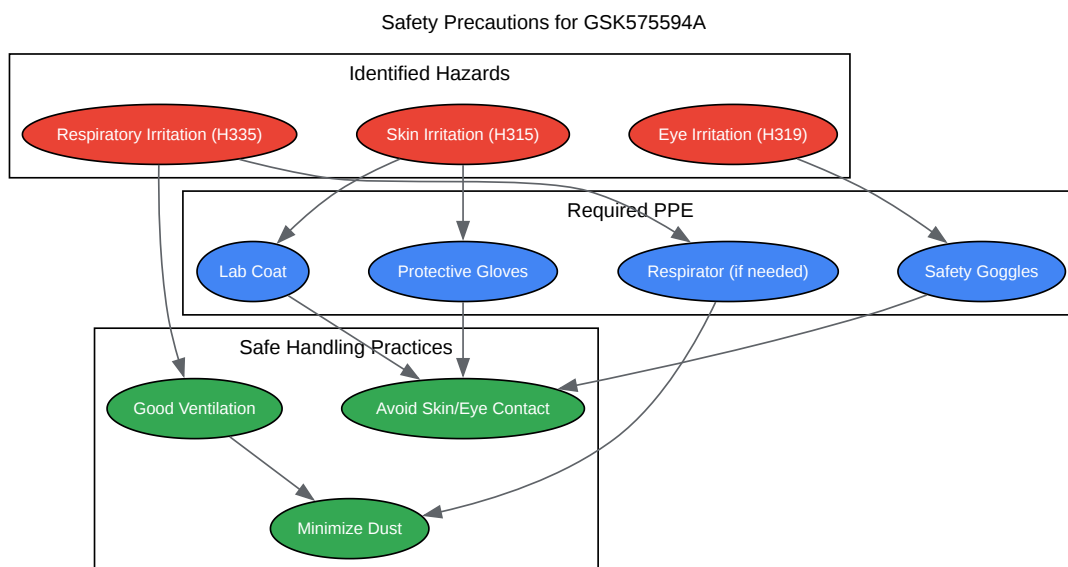 Safety Precautions for GSK575594A
Identified Hazards
Respiratory Irritation (H335)
Skin Irritation (H315)
Eye Irritation (H319)
Required PPE
Lab Coat
Protective Gloves
Respirator (if needed)
Safety Goggles
Safe Handling Practices
Good Ventilation
Avoid Skin/Eye Contact
Minimize Dust